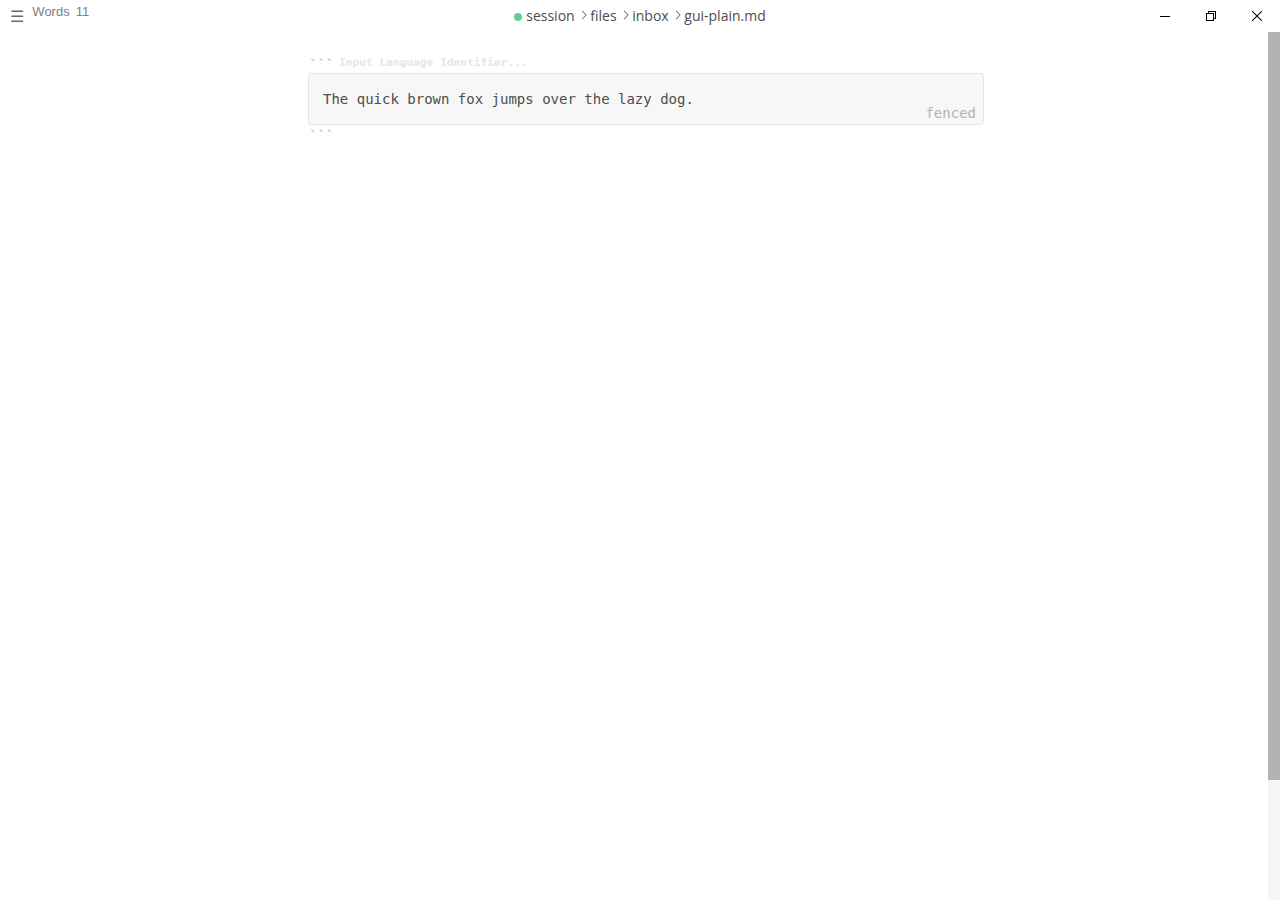 ☰ Words 11
session > files > inbox > gui-plain.md
``` Input Language Identifier...
The quick brown fox jumps over the lazy dog.
fenced
```